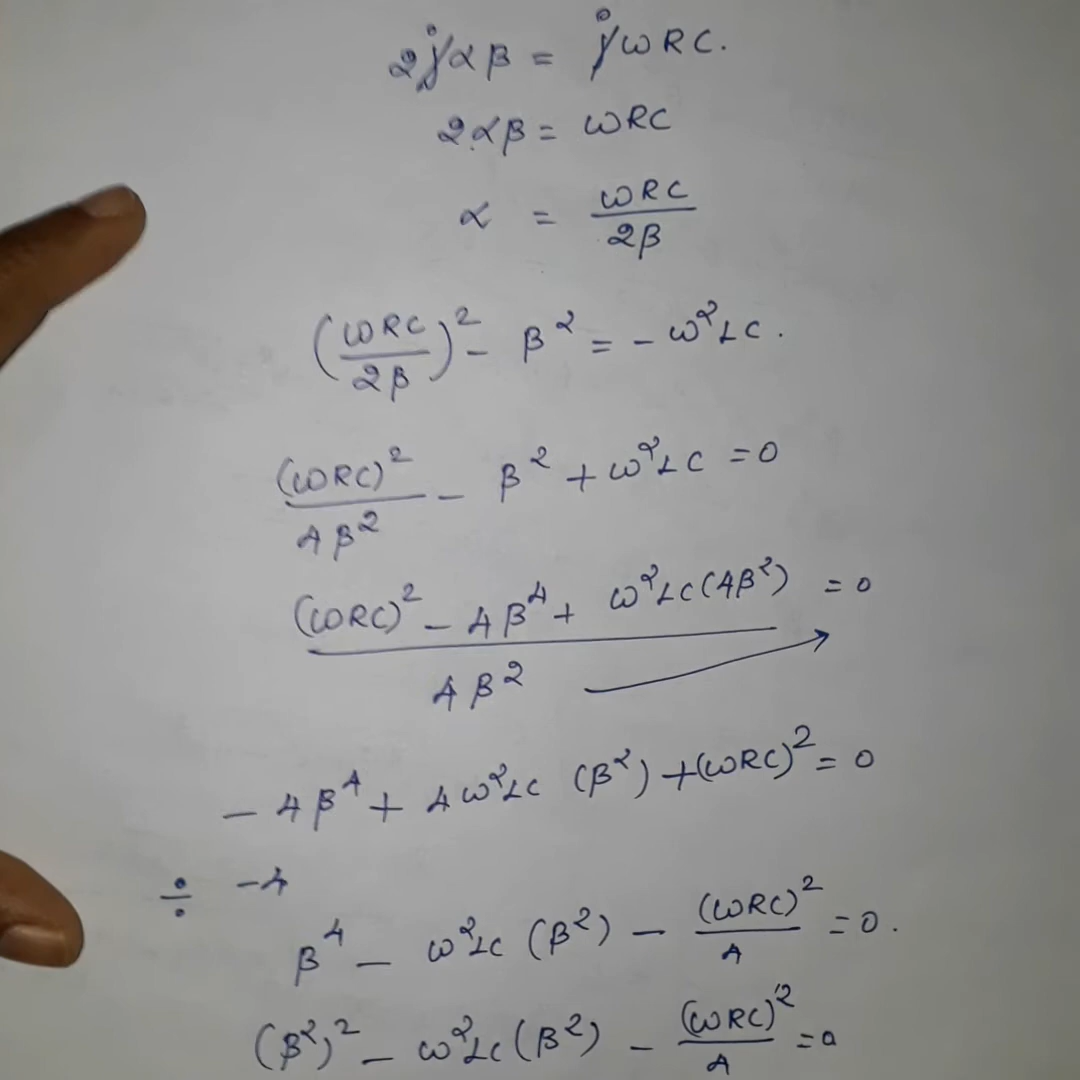 2jαβ = jωRC.
2αβ = ωRC
α = ωRC/2β
(ωRC/2β)² - β² = - ω²LC.
(ωRC)²/4β² - β² + ω²LC = 0
(ωRC)² - 4β⁴ + ω²LC(4β²)/4β² = 0
- 4β⁴ + 4ω²LC (β²) + (ωRC)² = 0
÷ -4
β⁴ - ω²LC (β²) - (ωRC)²/4 = 0.
(β²)² - ω²LC(β²) - (ωRC)²/4 = 0